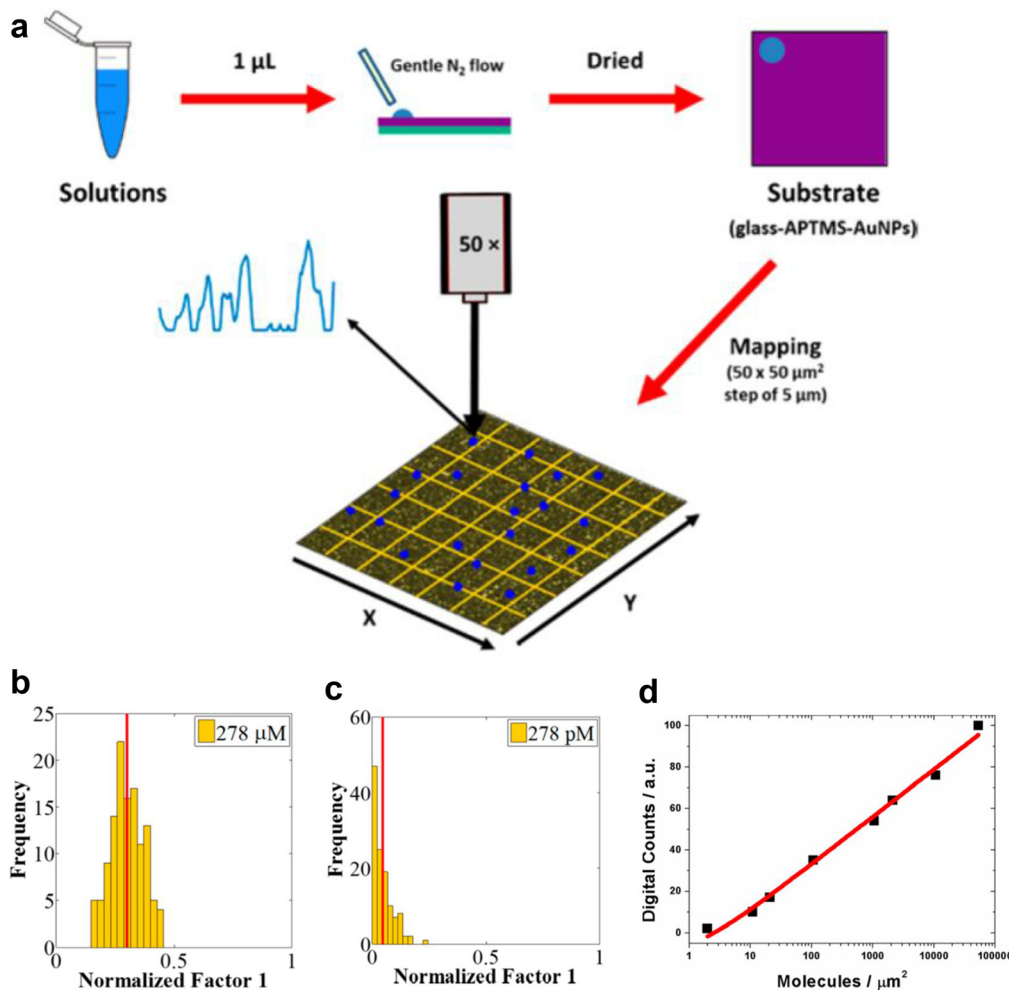 a
1 µL
Gentle N₂ flow
Dried
Solutions
Substrate
(glass-APTMS-AuNPs)
50 ×
Mapping
(50 x 50 µm²
step of 5 µm)
X
Y
b
25
20
15
10
5
0
Frequency
278 µM
0
0.5
1
Normalized Factor 1
c
60
40
20
0
Frequency
278 pM
0
0.5
1
Normalized Factor 1
d
100
80
60
40
20
0
Digital Counts / a.u.
1
10
100
1000
10000
100000
Molecules / µm²